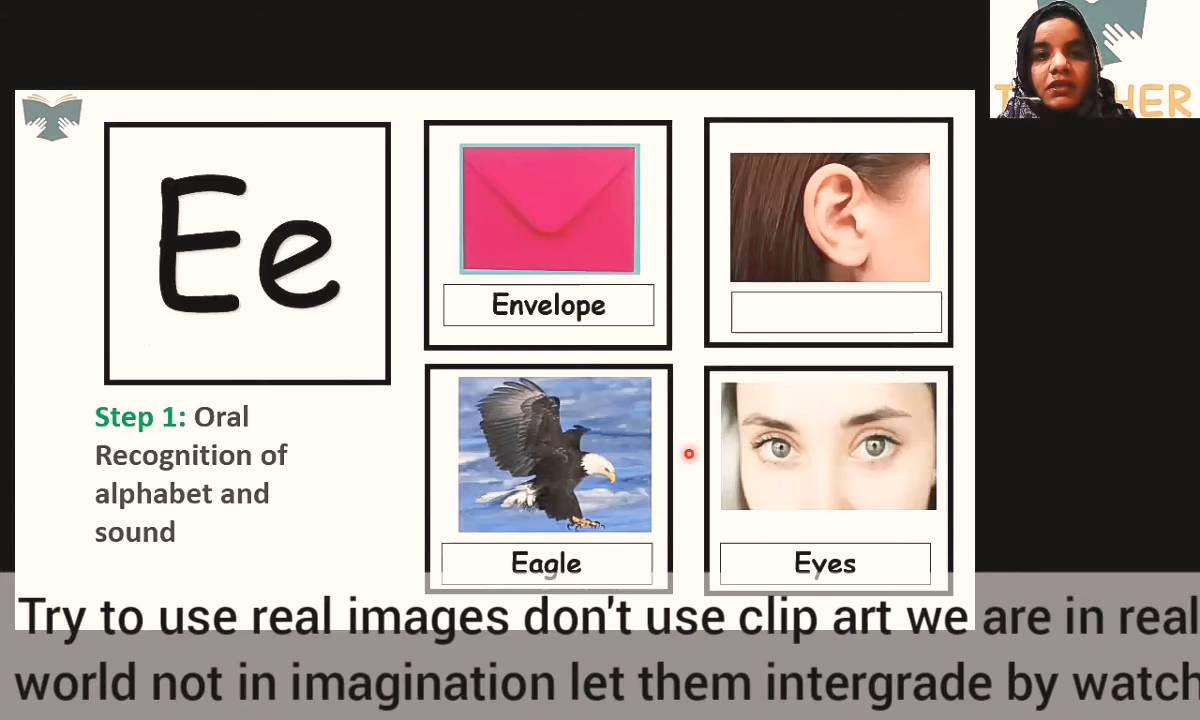 Ee
Envelope
Step 1: Oral
Recognition of
alphabet and
sound
Eagle
Eyes
Try to use real images don't use clip art we are in real
world not in imagination let them intergrade by watch